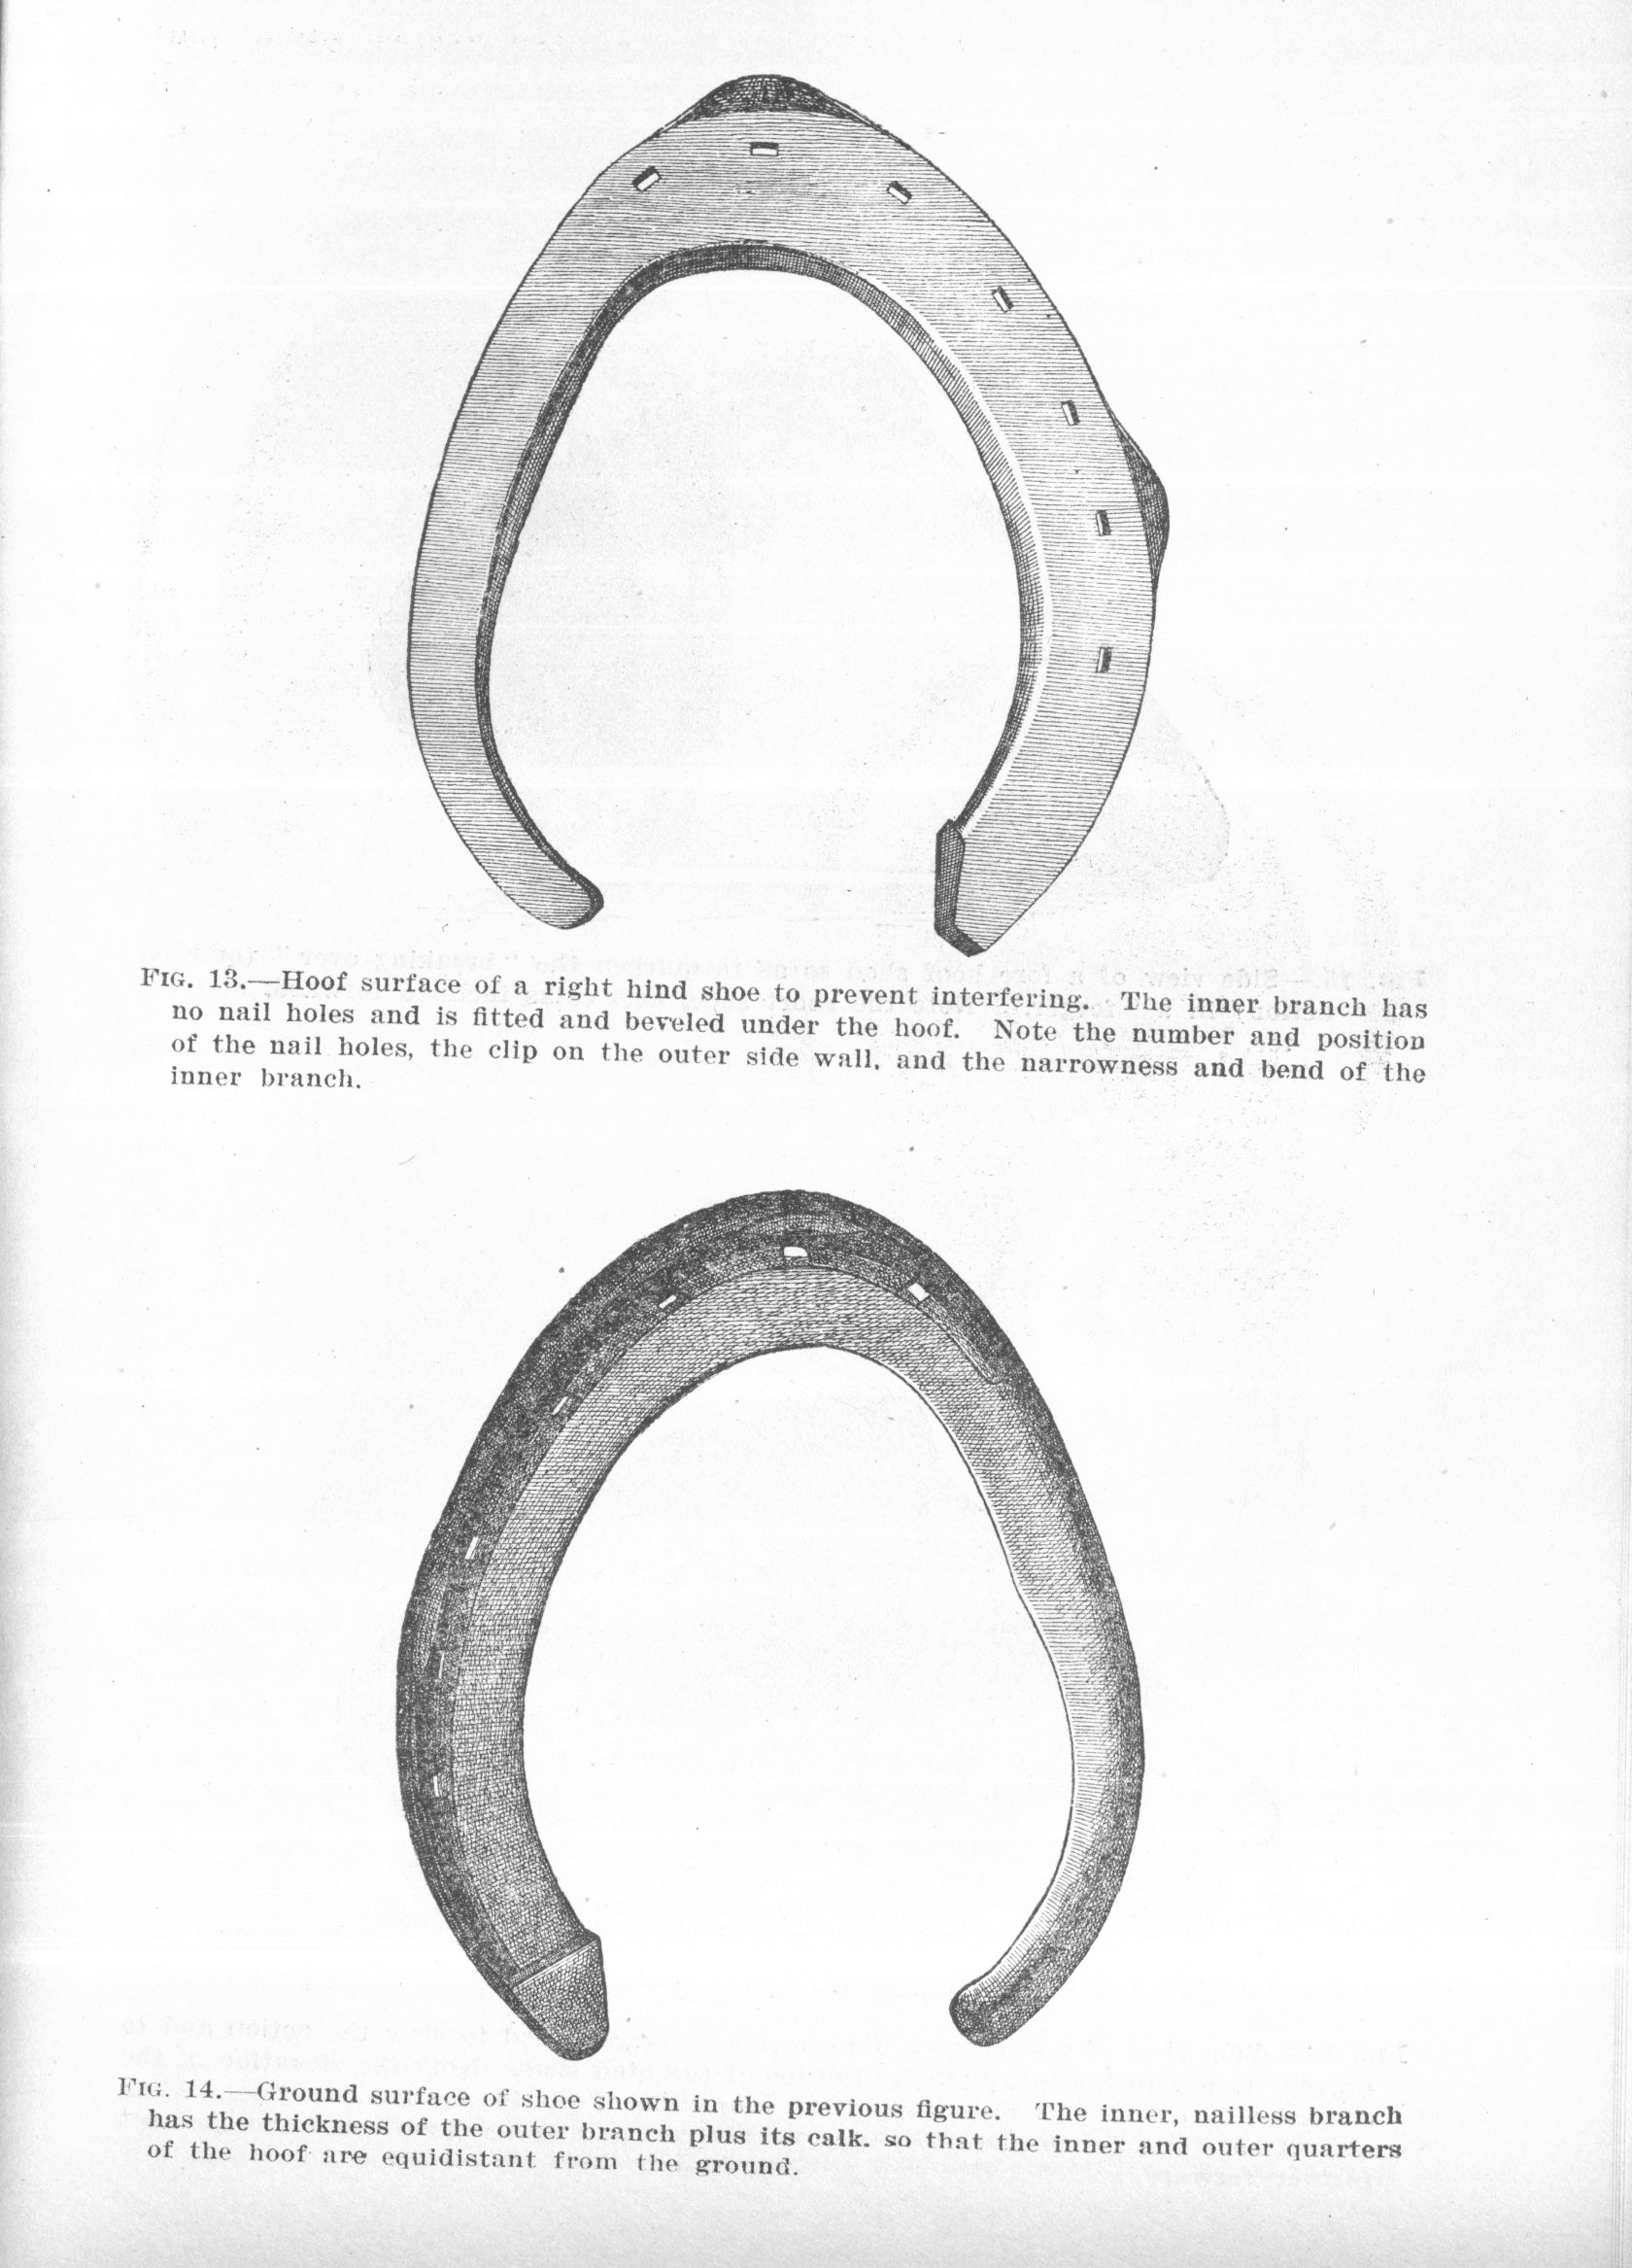 FIG. 13.—Hoof surface of a right hind shoe to prevent interfering. The inner branch has
no nail holes and is fitted and beveled under the hoof. Note the number and position
of the nail holes, the clip on the outer side wall, and the narrowness and bend of the
inner branch.
FIG. 14.—Ground surface of shoe shown in the previous figure. The inner, nailless branch
has the thickness of the outer branch plus its calk, so that the inner and outer quarters
of the hoof are equidistant from the ground.